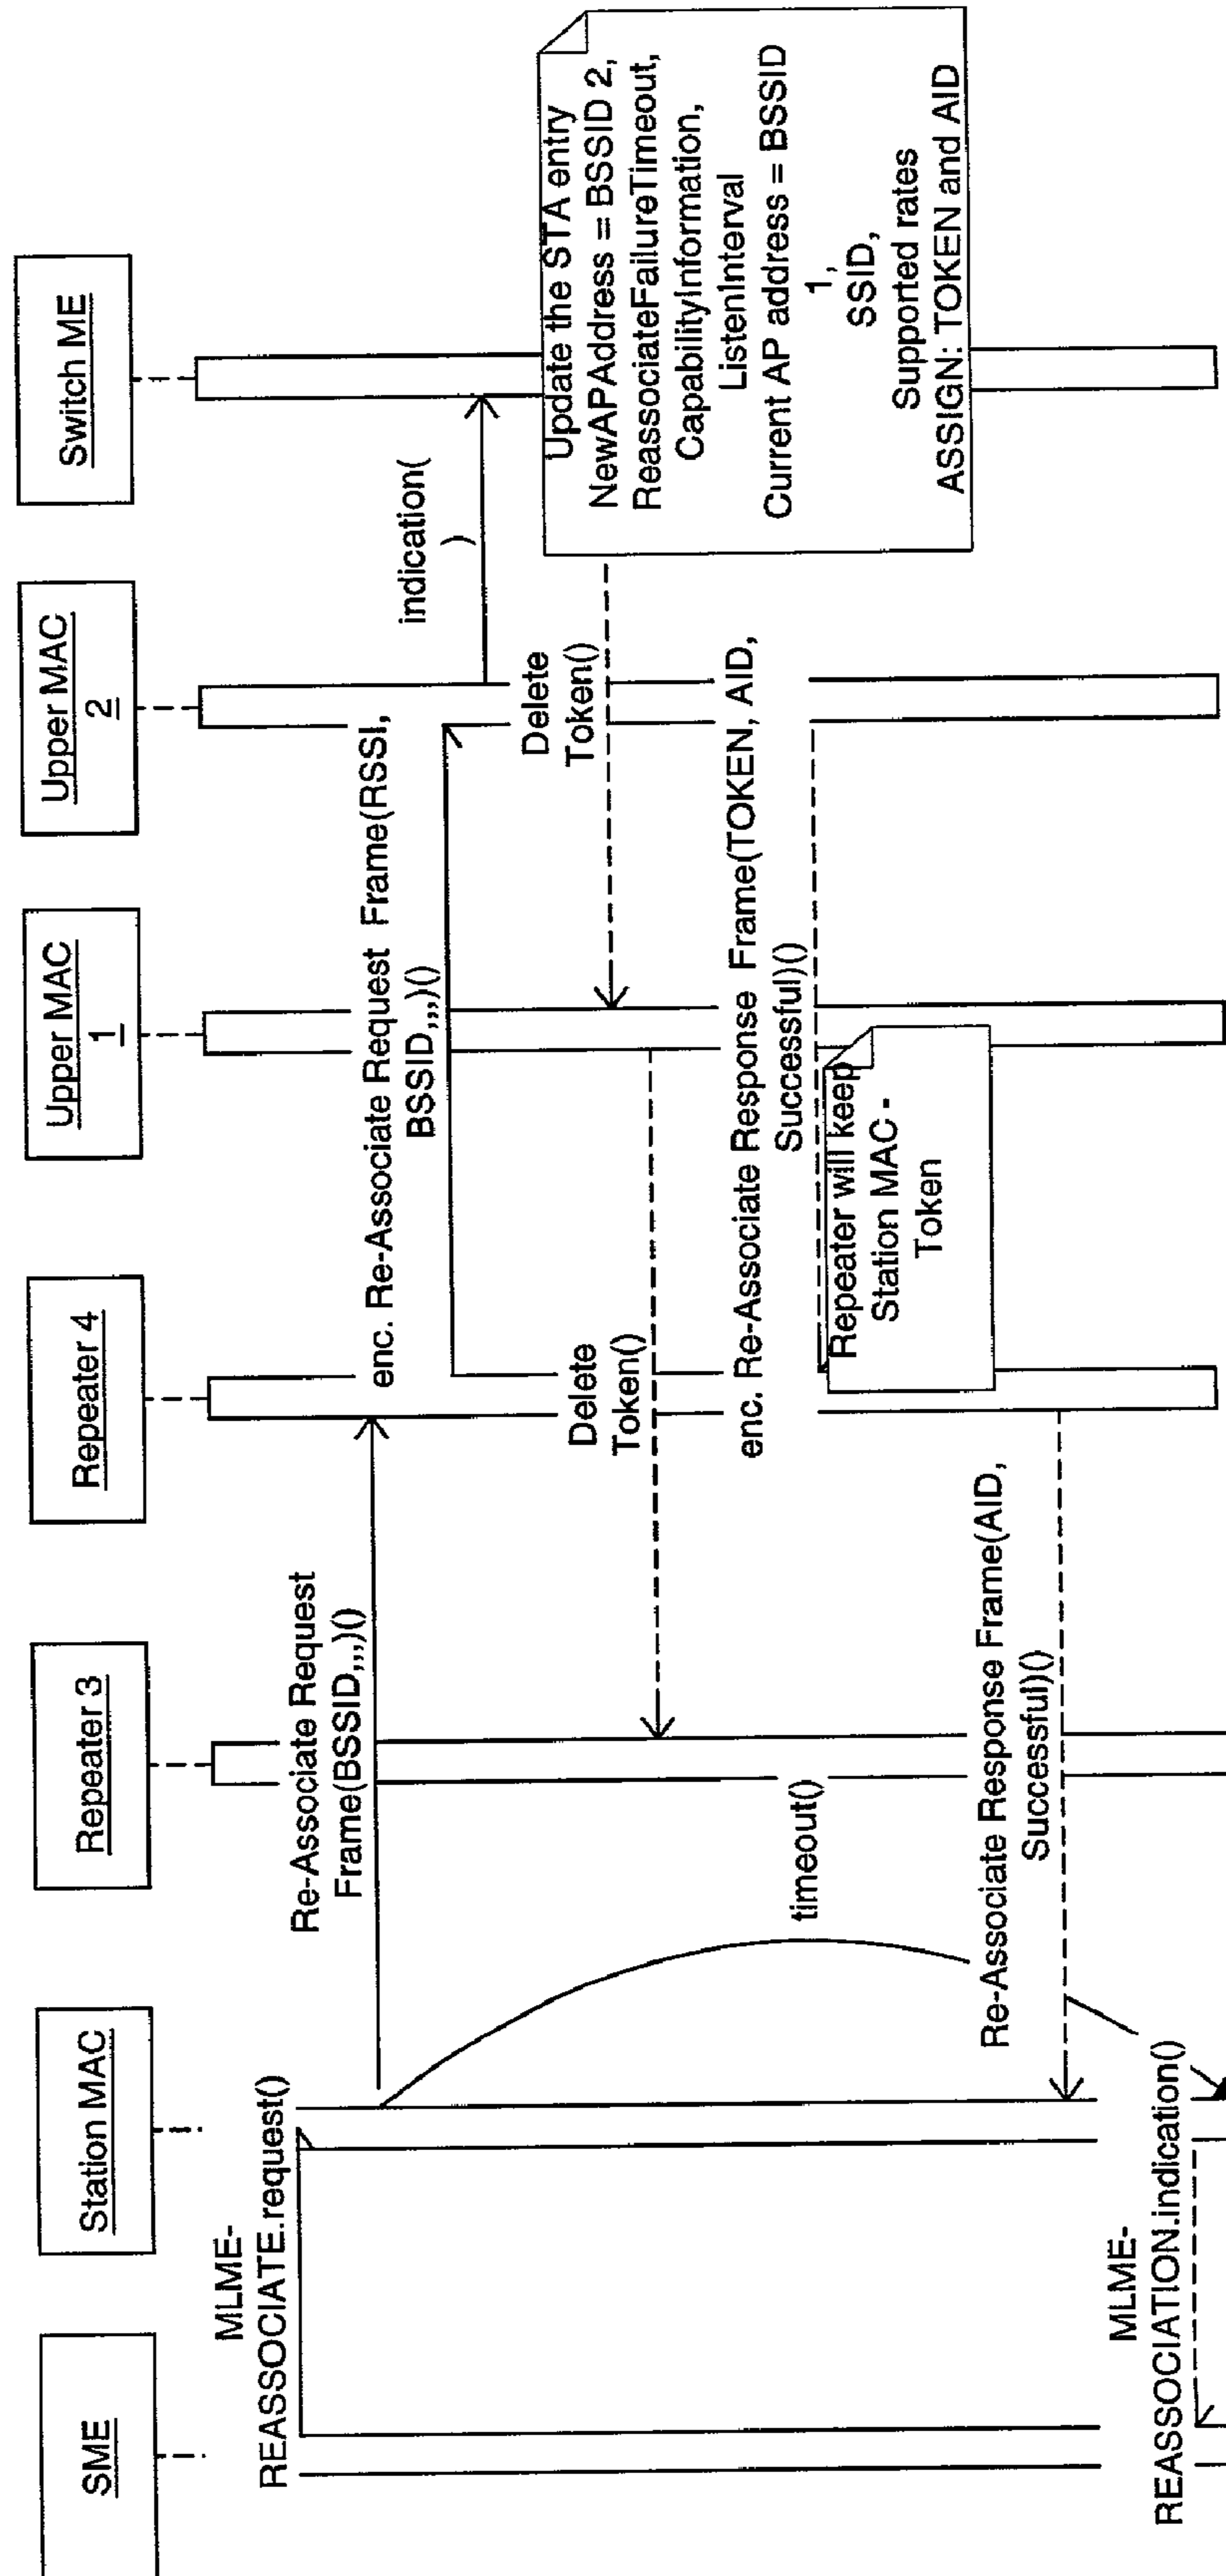 SME
Station MAC
Repeater 3
Repeater 4
Upper MAC
1
Upper MAC
2
Switch ME
MLME-
REASSOCIATE.request()
Re-Associate Request
Frame(BSSID,,,)()
enc. Re-Associate Request Frame(RSSI,
BSSID,,,)()
indication(
)
Update the STA entry
NewAPAddress = BSSID 2,
ReassociateFailureTimeout,
CapabilityInformation,
ListenInterval
Current AP address = BSSID
1,
SSID,
Supported rates
ASSIGN: TOKEN and AID
Delete
Token()
Delete
Token()
enc. Re-Associate Response Frame(TOKEN, AID,
Successful)()
Repeater will keep
Station MAC -
Token
timeout()
Re-Associate Response Frame(AID,
Successful)()
MLME-
REASSOCIATION.indication()